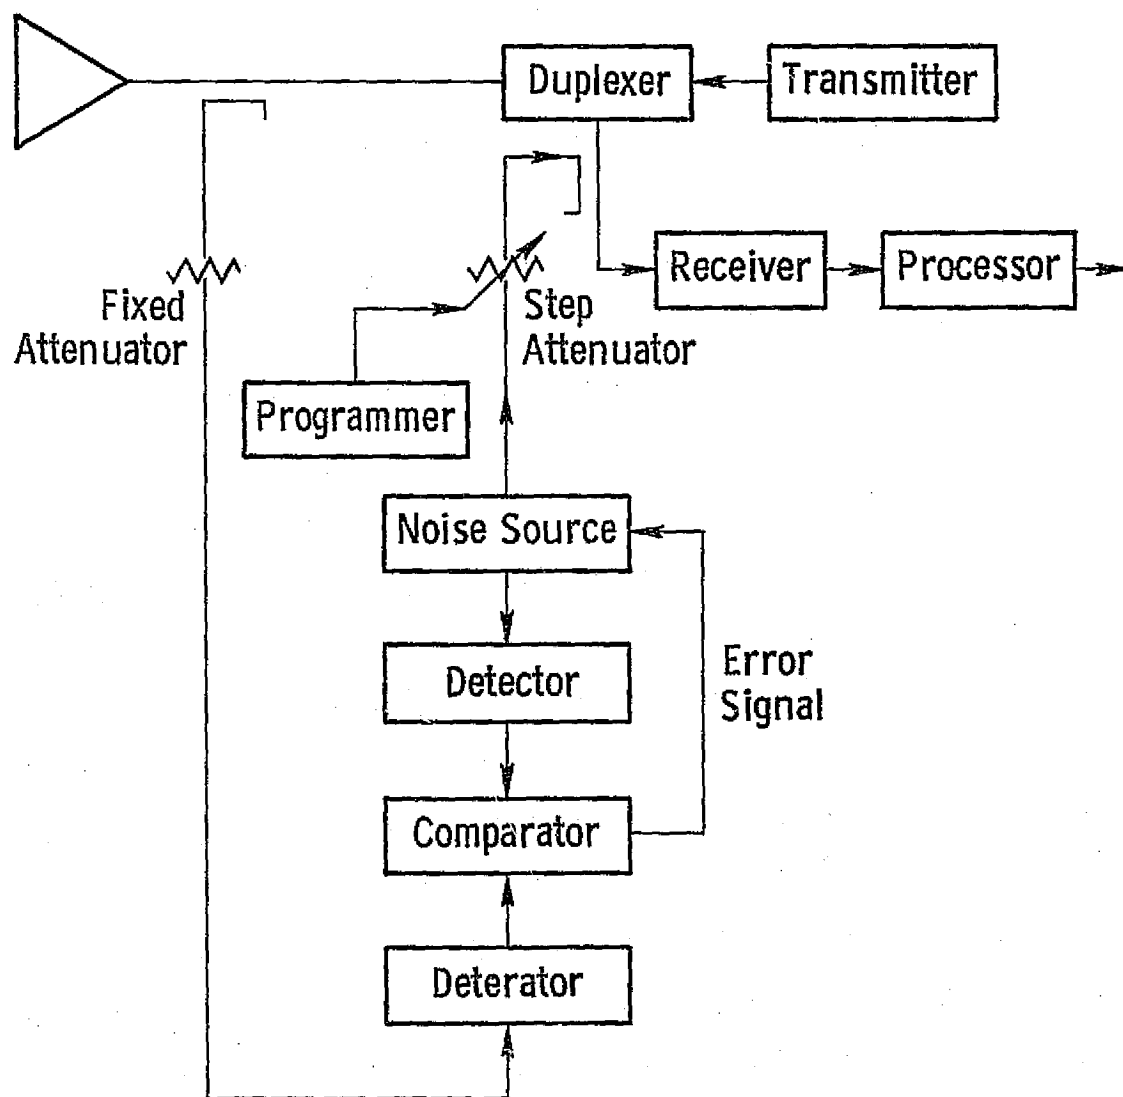 Duplexer
Transmitter
Receiver
Processor
Fixed
Attenuator
Step
Attenuator
Programmer
Noise Source
Detector
Error
Signal
Comparator
Deterator